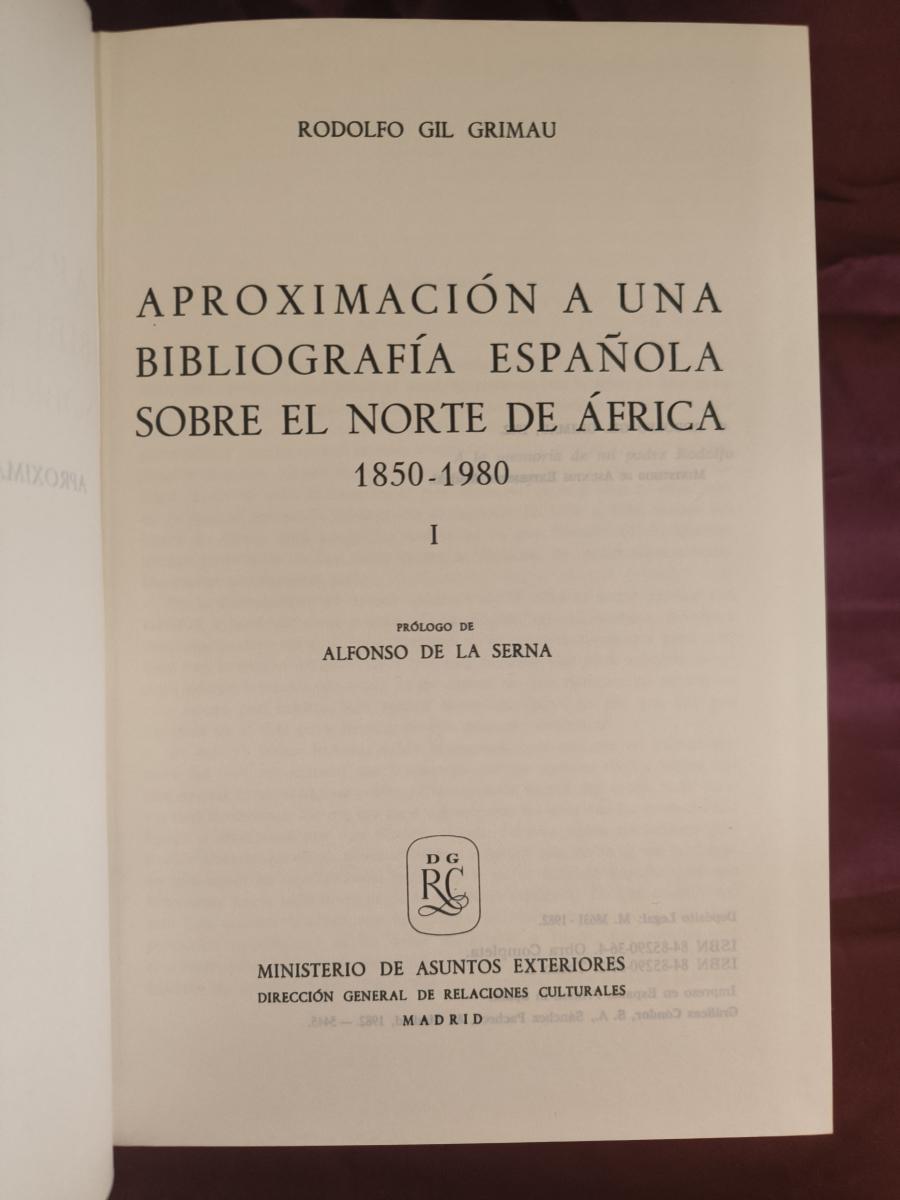 RODOLFO GIL GRIMAU
APROXIMACIÓN A UNA
BIBLIOGRAFÍA ESPAÑOLA
SOBRE EL NORTE DE ÁFRICA
1850-1980
I
PRÓLOGO DE
ALFONSO DE LA SERNA
D G
RC
MINISTERIO DE ASUNTOS EXTERIORES
DIRECCIÓN GENERAL DE RELACIONES CULTURALES
MADRID